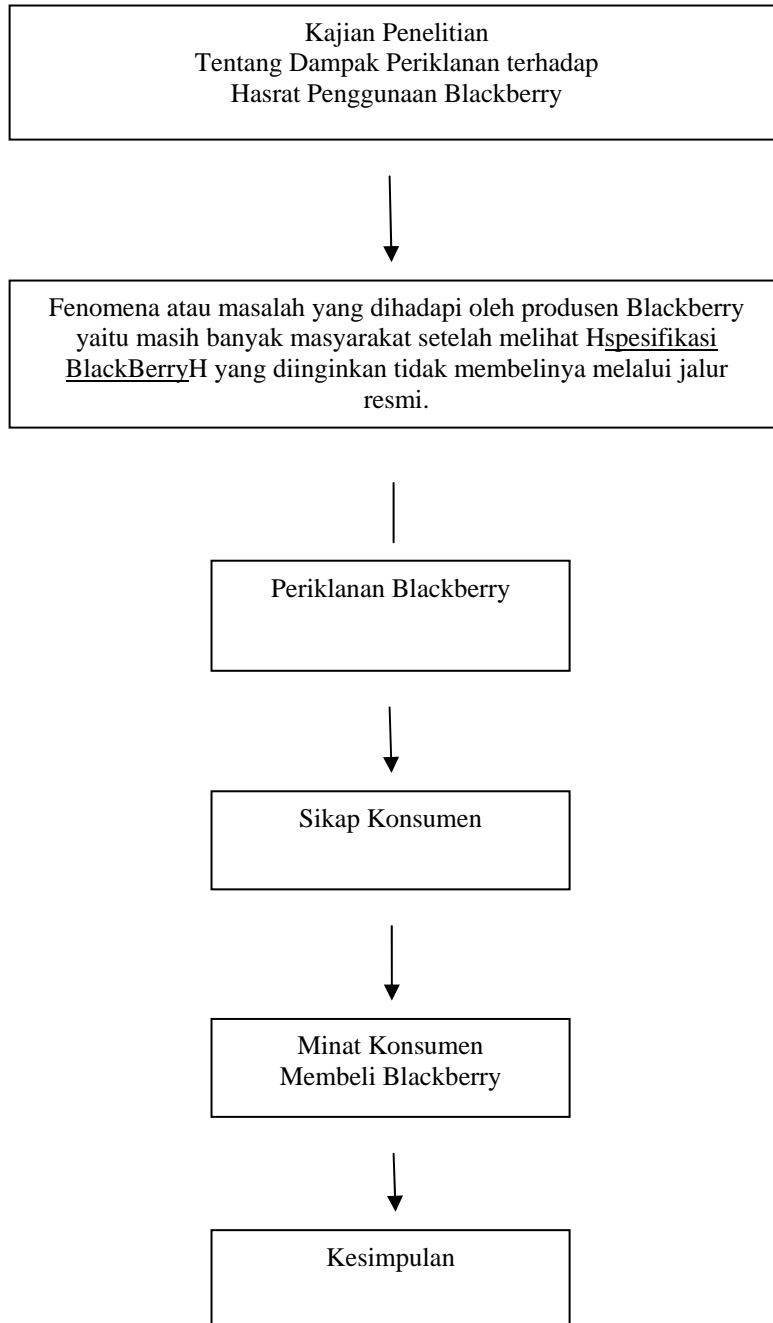 Kajian Penelitian
Tentang Dampak Periklanan terhadap
Hasrat Penggunaan Blackberry
Fenomena atau masalah yang dihadapi oleh produsen Blackberry
yaitu masih banyak masyarakat setelah melihat Hspesifikasi
BlackBerryH yang diinginkan tidak membelinya melalui jalur
resmi.
Periklanan Blackberry
Sikap Konsumen
Minat Konsumen
Membeli Blackberry
Kesimpulan